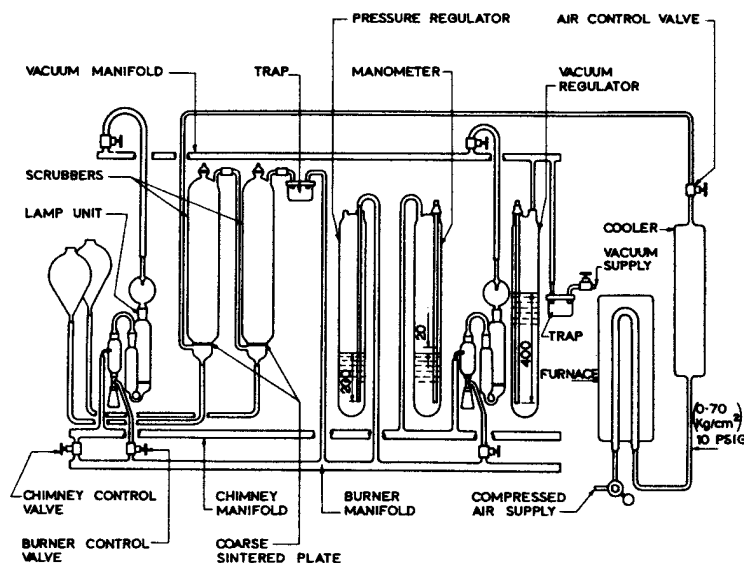 PRESSURE REGULATOR
AIR CONTROL VALVE
VACUUM MANIFOLD
TRAP
MANOMETER
VACUUM
REGULATOR
SCRUBBERS
LAMP UNIT
COOLER
VACUUM
SUPPLY
TRAP
20
400
200
FURNACE
(0-70
Kg/cm²)
10 PSIG
CHIMNEY CONTROL
VALVE
CHIMNEY
MANIFOLD
BURNER
MANIFOLD
COMPRESSED
AIR SUPPLY
BURNER CONTROL
VALVE
COARSE
SINTERED PLATE